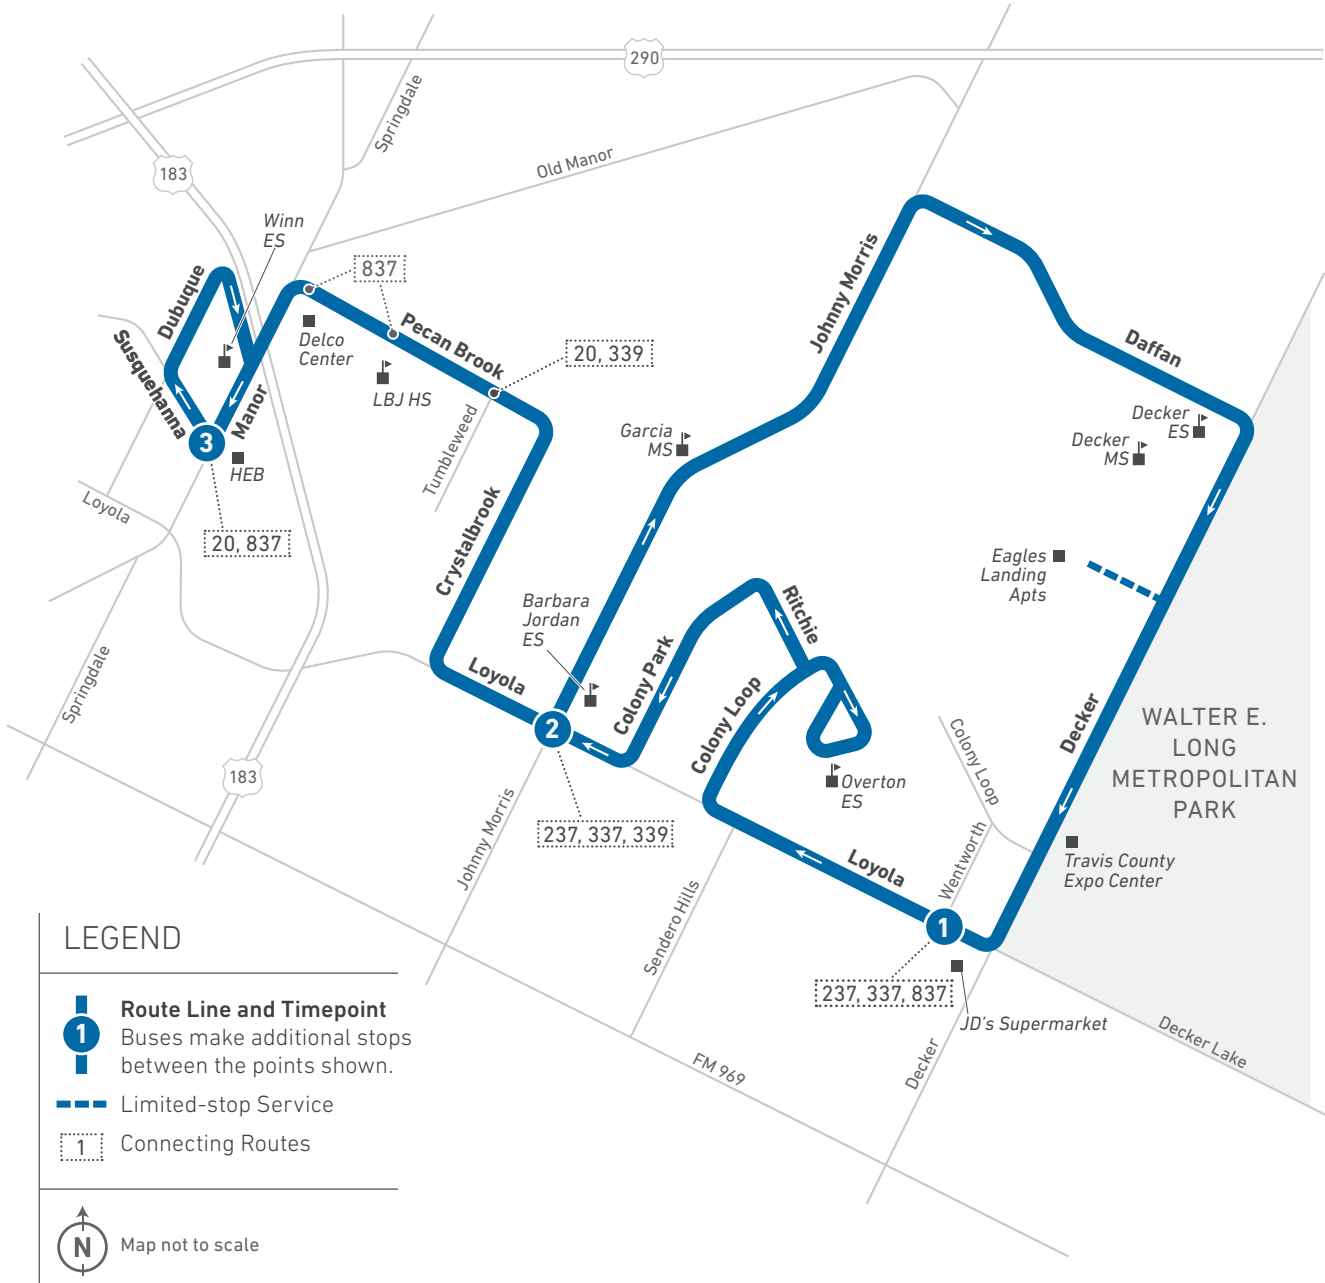 290
Springdale
Old Manor
183
Winn
ES
Dubuque
837
Johnny Morris
Pecan Brook
Delco
Center
20, 339
Daffan
Susquehanna
Manor
LBJ HS
Tumbleweed
Garcia
MS
Decker
ES
Decker
MS
3
HEB
Loyola
20, 837
Crystalbrook
Eagles
Landing
Apts
Barbara
Jordan
ES
Ritchie
Colony Park
Springdale
Loyola
Colony Loop
Decker
WALTER E.
LONG
METROPOLITAN
PARK
2
Colony Loop
183
Overton
ES
237, 337, 339
Johnny Morris
Wentworth
Loyola
Travis County
Expo Center
Sendero Hills
1
237, 337, 837
JD's Supermarket
Decker Lake
FM 969
Decker
LEGEND
1
Route Line and Timepoint
Buses make additional stops
between the points shown.
Limited-stop Service
1
Connecting Routes
N
Map not to scale